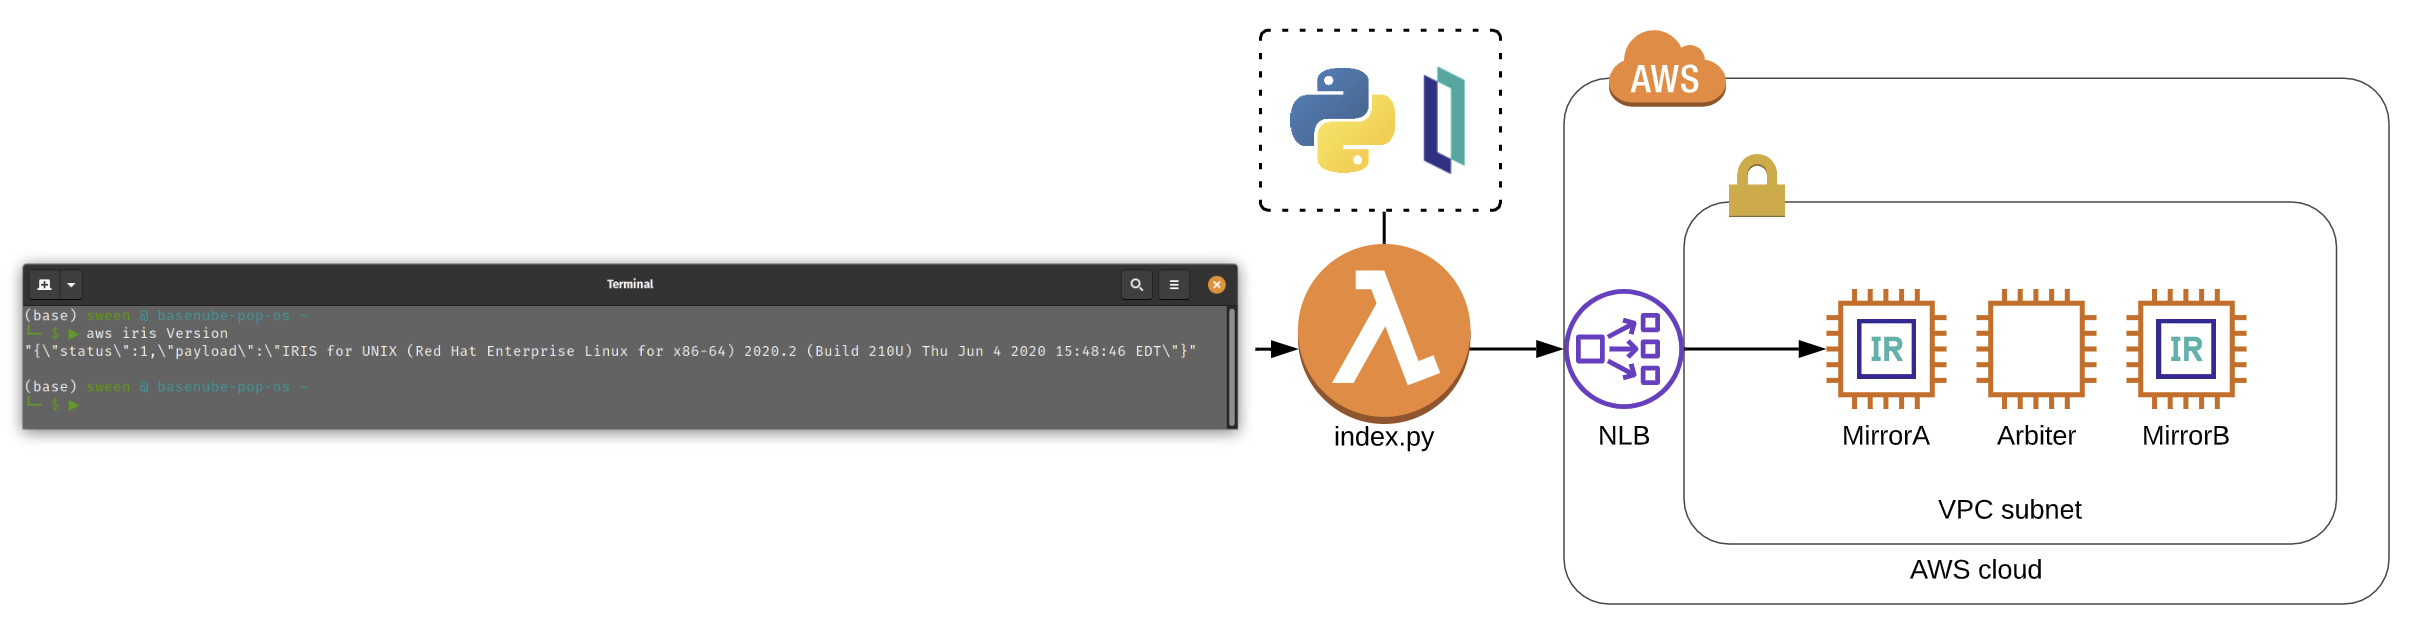 Terminal
(base) sween @ basenube-pop-os ~
└─ $ ▶ aws iris Version
"{\"status\":1,\"payload\":\"IRIS for UNIX (Red Hat Enterprise Linux for x86-64) 2020.2 (Build 210U) Thu Jun 4 2020 15:48:46 EDT\"}"
(base) sween @ basenube-pop-os ~
└─ $ ▶
index.py
AWS
NLB
IR
IR
MirrorA
Arbiter
MirrorB
VPC subnet
AWS cloud